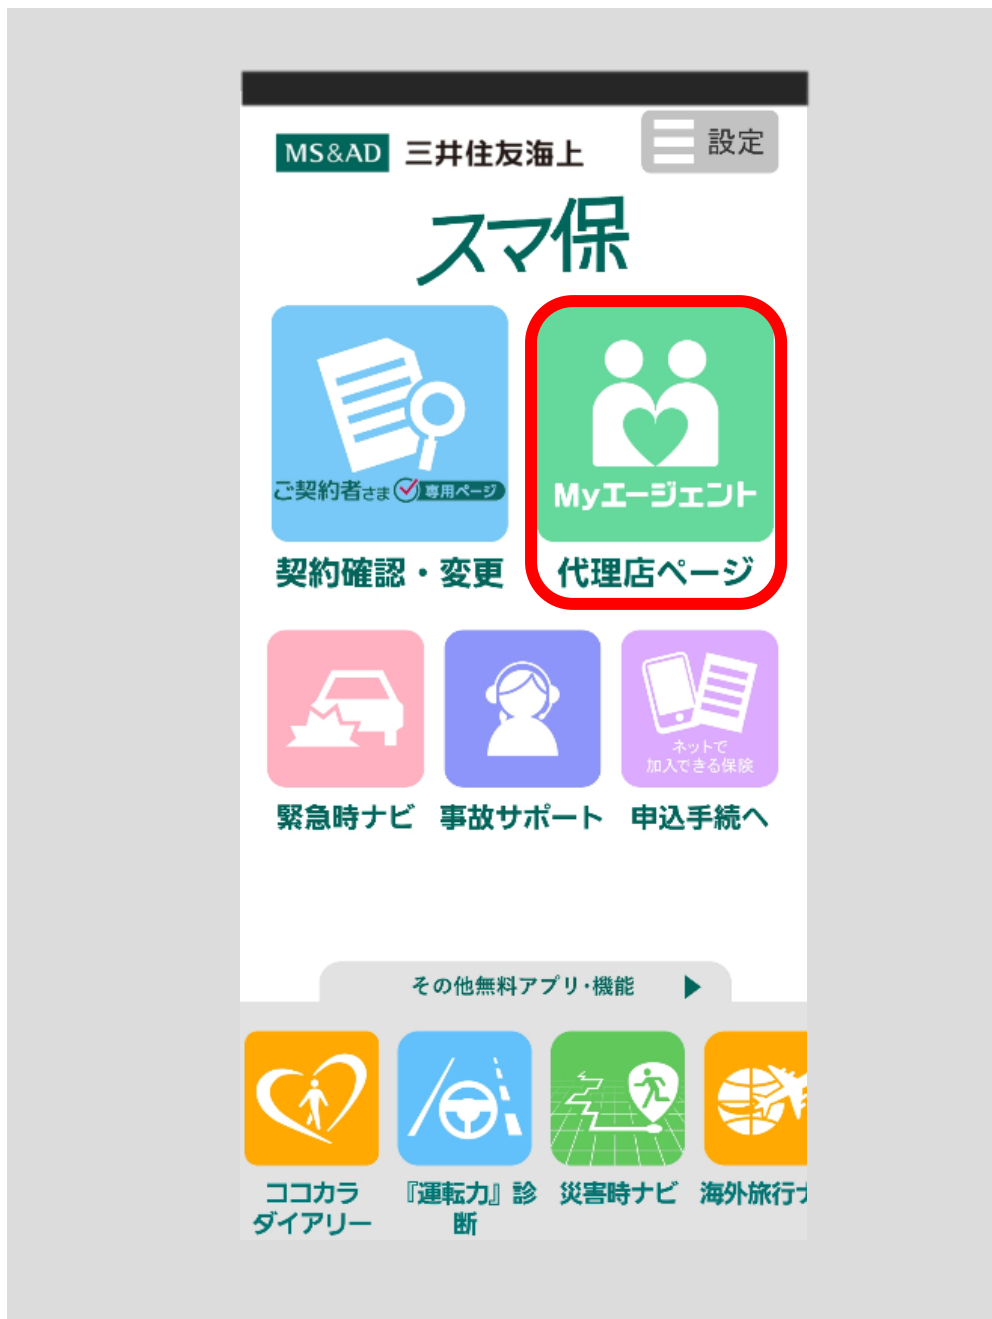 MS&AD 三井住友海上
設定
スマ保
ご契約者さま 専用ページ
契約確認・変更
Myエージェント
代理店ページ
緊急時ナビ
事故サポート
ネットで
加入できる保険
申込手続へ
その他無料アプリ・機能
ココカラ
ダイアリー
『運転力』診
断
災害時ナビ
海外旅行ナ